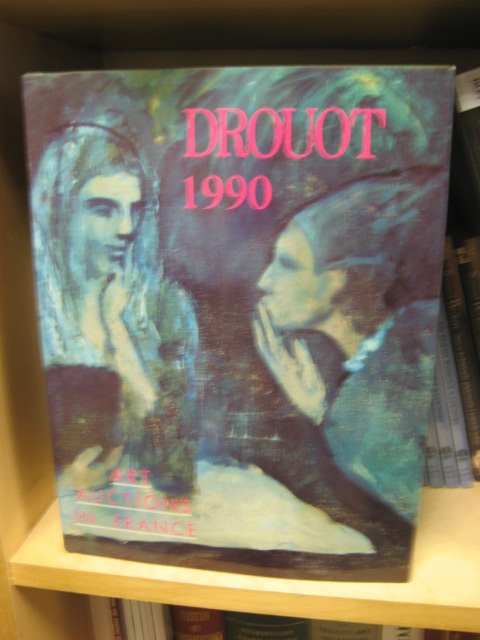 DROUOT
1990
ART
AUCTIONS
IN FRANCE